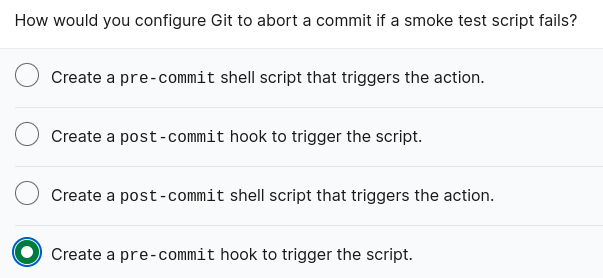 How would you configure Git to abort a commit if a smoke test script fails?
Create a pre-commit shell script that triggers the action.
Create a post-commit hook to trigger the script.
Create a post-commit shell script that triggers the action.
Create a pre-commit hook to trigger the script.